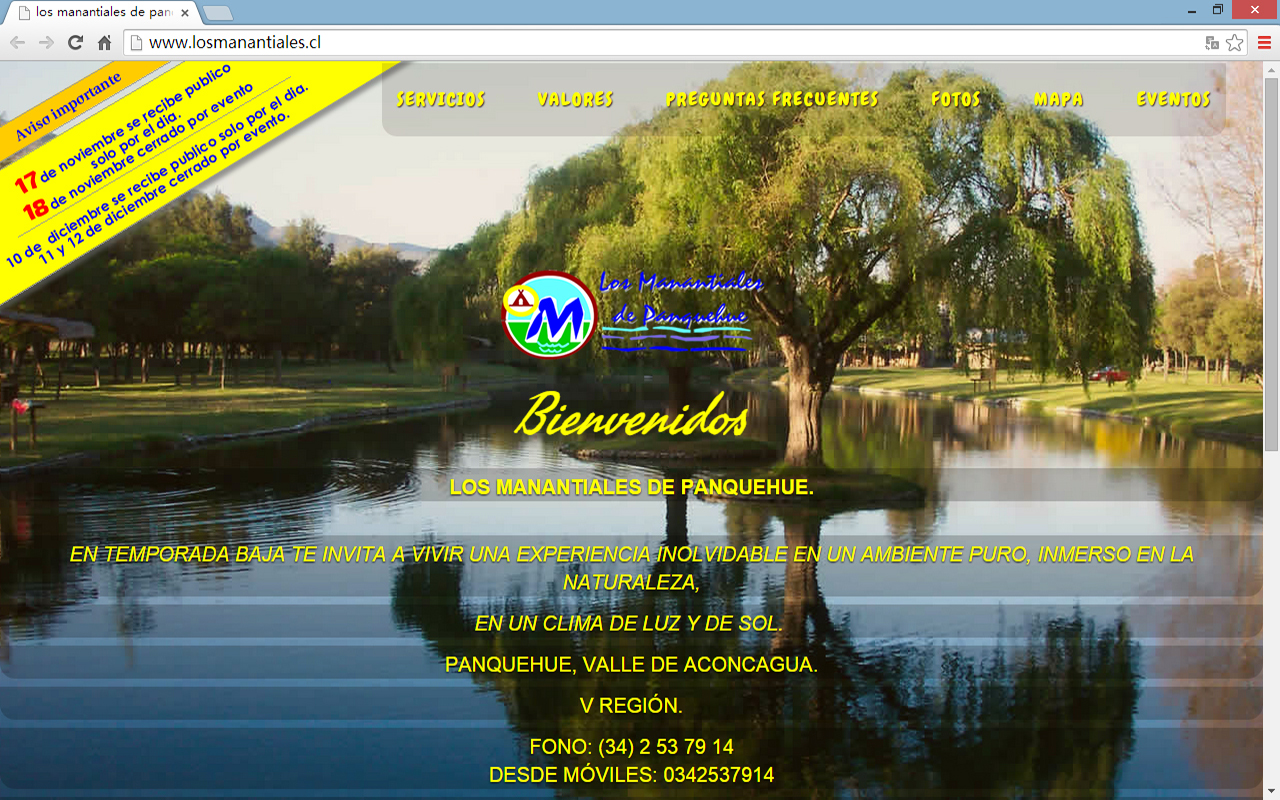 los manantiales de pan
www.losmanantiales.cl
Aviso importante
17 de noviembre se recibe publico
solo por el día.
18 de noviembre cerrado por evento
10 de diciembre se recibe publico solo por el día.
11 y 12 de diciembre cerrado por evento.
SERVICIOS VALORES PREGUNTAS FRECUENTES FOTOS MAPA EVENTOS
M
Los Manantiales
de Panquehue
Bienvenidos
LOS MANANTIALES DE PANQUEHUE.
EN TEMPORADA BAJA TE INVITA A VIVIR UNA EXPERIENCIA INOLVIDABLE EN UN AMBIENTE PURO, INMERSO EN LA
NATURALEZA,
EN UN CLIMA DE LUZ Y DE SOL.
PANQUEHUE, VALLE DE ACONCAGUA.
V REGIÓN.
FONO: (34) 2 53 79 14
DESDE MÓVILES: 0342537914